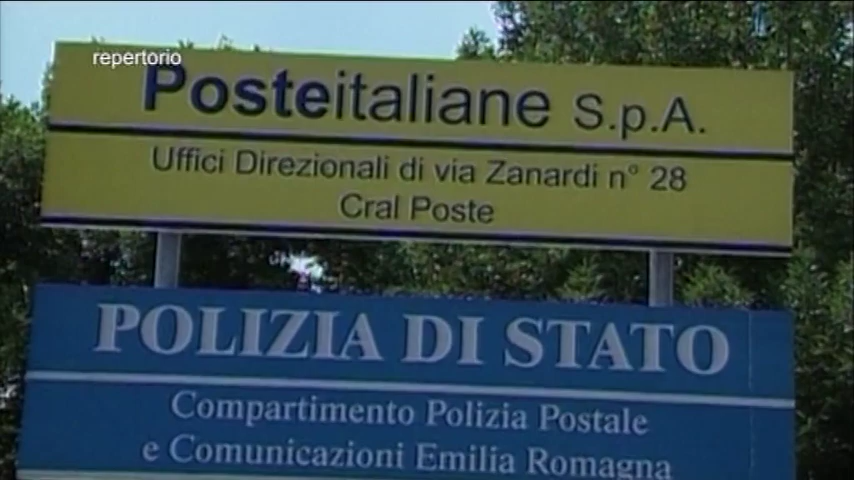 repertorio
Posteitaliane S.p.A.
Uffici Direzionali di via Zanardi n° 28
Cral Poste
POLIZIA DI STATO
Compartimento Polizia Postale
e Comunicazioni Emilia Romagna